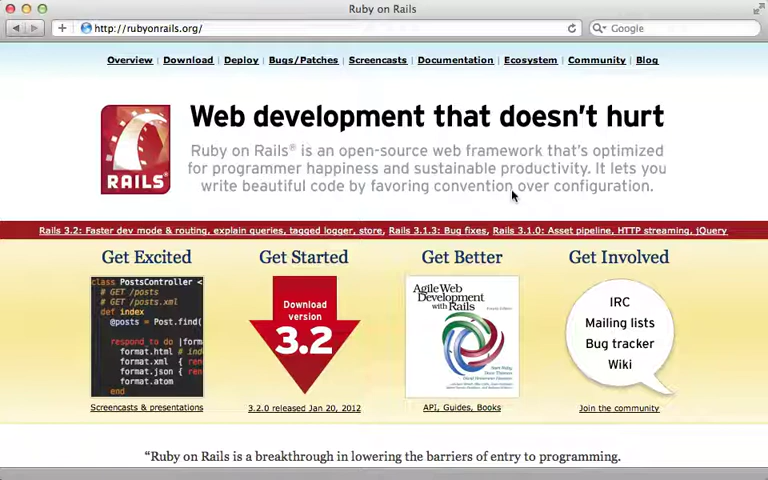 Ruby on Rails
http://rubyonrails.org/
Google
Overview | Download | Deploy | Bugs/Patches | Screencasts | Documentation | Ecosystem | Community | Blog
RAILS
Web development that doesn't hurt
Ruby on Rails® is an open-source web framework that's optimized
for programmer happiness and sustainable productivity. It lets you
write beautiful code by favoring convention over configuration.
Rails 3.2: Faster dev mode & routing, explain queries, tagged logger, store, Rails 3.1.3: Bug fixes, Rails 3.1.0: Asset pipeline, HTTP streaming, jQuery
Get Excited
class PostsController <
# GET /posts
# GET /posts.xml
def index
@posts = Post.find(
respond_to do |form
format.html # ind
format.xml { ren
format.json { ren
format.atom
end
Screencasts & presentations
Get Started
Download
version
3.2
3.2.0 released Jan 20, 2012
Get Better
Agile Web
Development
with Rails
API, Guides, Books
Get Involved
IRC
Mailing lists
Bug tracker
Wiki
Join the community
“Ruby on Rails is a breakthrough in lowering the barriers of entry to programming.